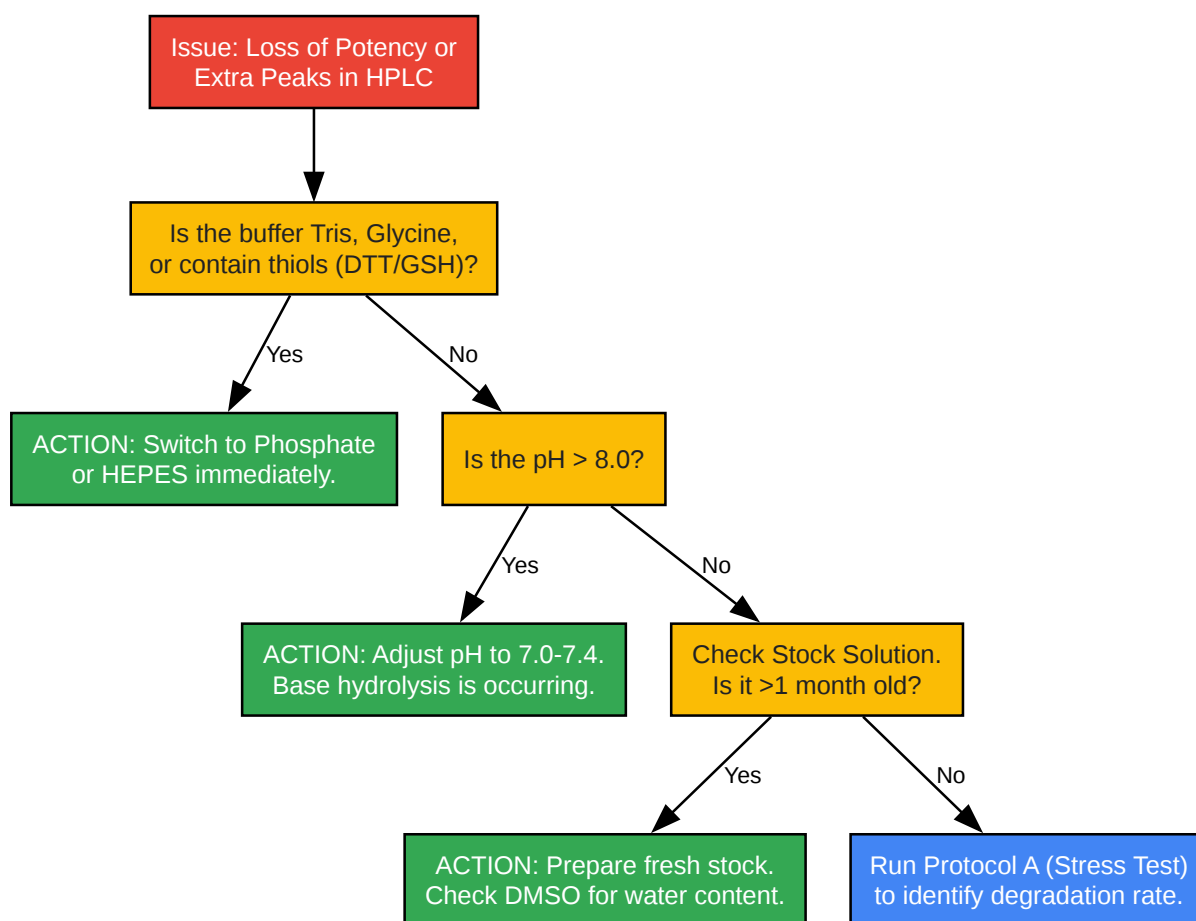 Issue: Loss of Potency or
Extra Peaks in HPLC
Is the buffer Tris, Glycine,
or contain thiols (DTT/GSH)?
Yes
No
ACTION: Switch to Phosphate
or HEPES immediately.
Is the pH > 8.0?
Yes
No
ACTION: Adjust pH to 7.0-7.4.
Base hydrolysis is occurring.
Check Stock Solution.
Is it >1 month old?
Yes
No
ACTION: Prepare fresh stock.
Check DMSO for water content.
Run Protocol A (Stress Test)
to identify degradation rate.